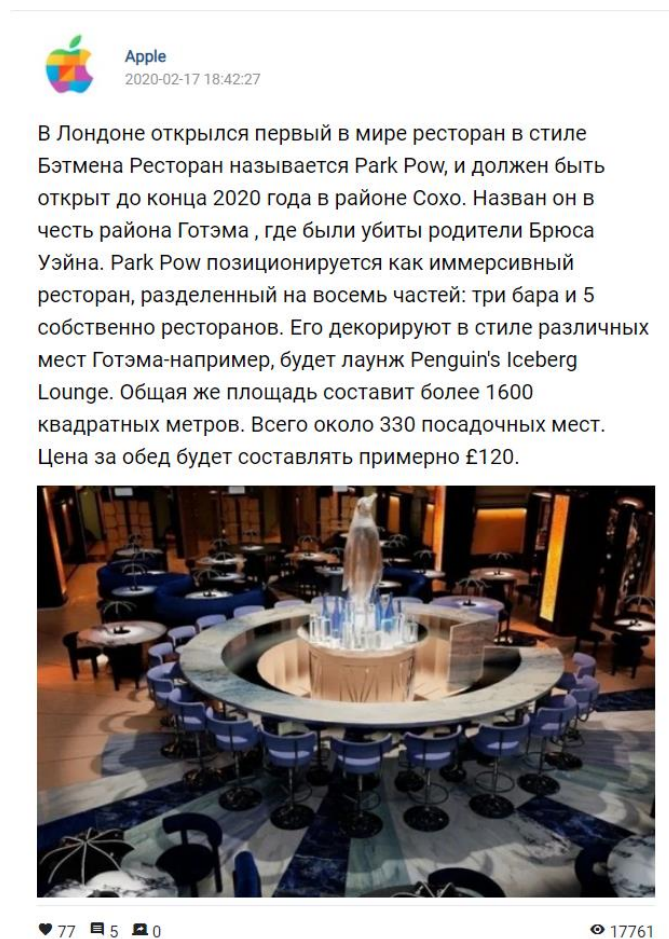 Apple
2020-02-17 18:42:27
В Лондоне открылся первый в мире ресторан в стиле
Бэтмена Ресторан называется Park Pow, и должен быть
открыт до конца 2020 года в районе Сохо. Назван он в
честь района Готэма , где были убиты родители Брюса
Уэйна. Park Pow позиционируется как иммерсивный
ресторан, разделенный на восемь частей: три бара и 5
собственно ресторанов. Его декорируют в стиле различных
мест Готэма-например, будет лаунж Penguin's Iceberg
Lounge. Общая же площадь составит более 1600
квадратных метров. Всего около 330 посадочных мест.
Цена за обед будет составлять примерно £120.
77 5 0 17761